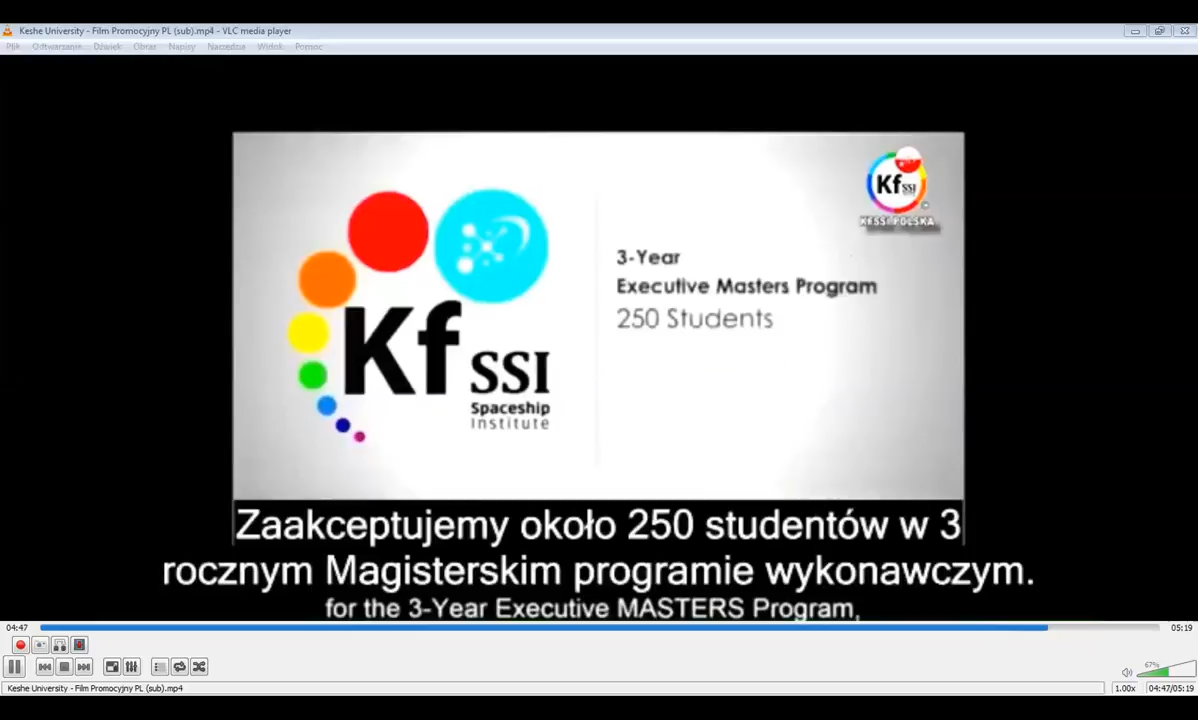 Keshe University - Film Promocyjny PL (sub).mp4 - VLC media player
Plik Odtwarzanie Dźwięk Obraz Napisy Narzędzia Widok Pomoc
Kf SSI
KFSSI POLSKA
3-Year
Executive Masters Program
250 Students
Kf SSI
Spaceship
Institute
Zaakceptujemy około 250 studentów w 3
rocznym Magisterskim programie wykonawczym.
for the 3-Year Executive MASTERS Program,
04:47 05:19
67%
Keshe University - Film Promocyjny PL (sub).mp4 1.00x 04:47/05:19